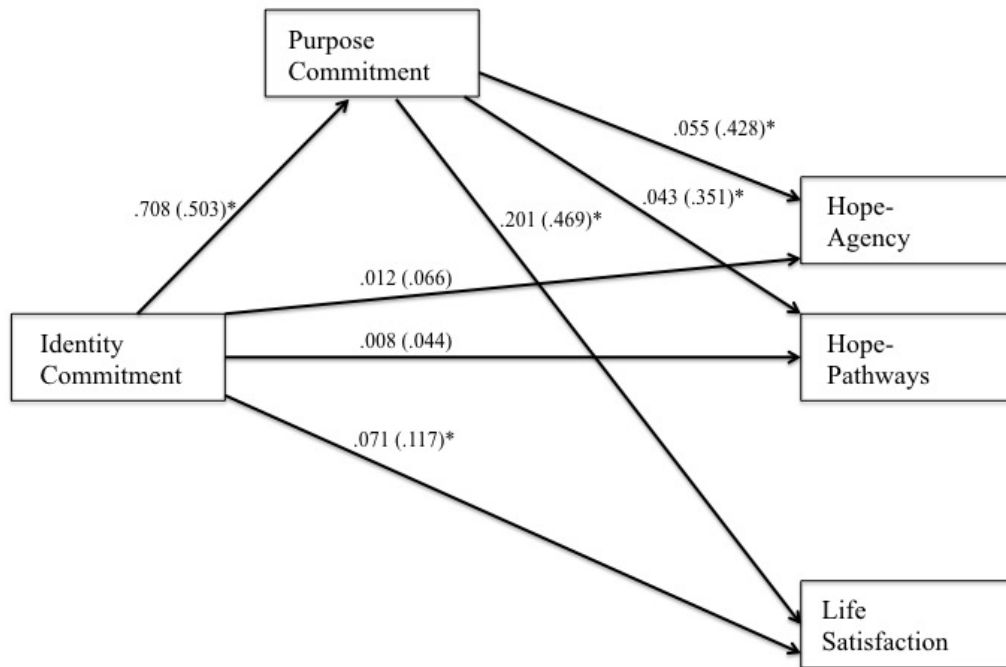 Purpose
Commitment
.055 (.428)*
.708 (.503)*
.201 (.469)*
.043 (.351)*
Hope-
Agency
.012 (.066)
Identity
Commitment
.008 (.044)
Hope-
Pathways
.071 (.117)*
Life
Satisfaction